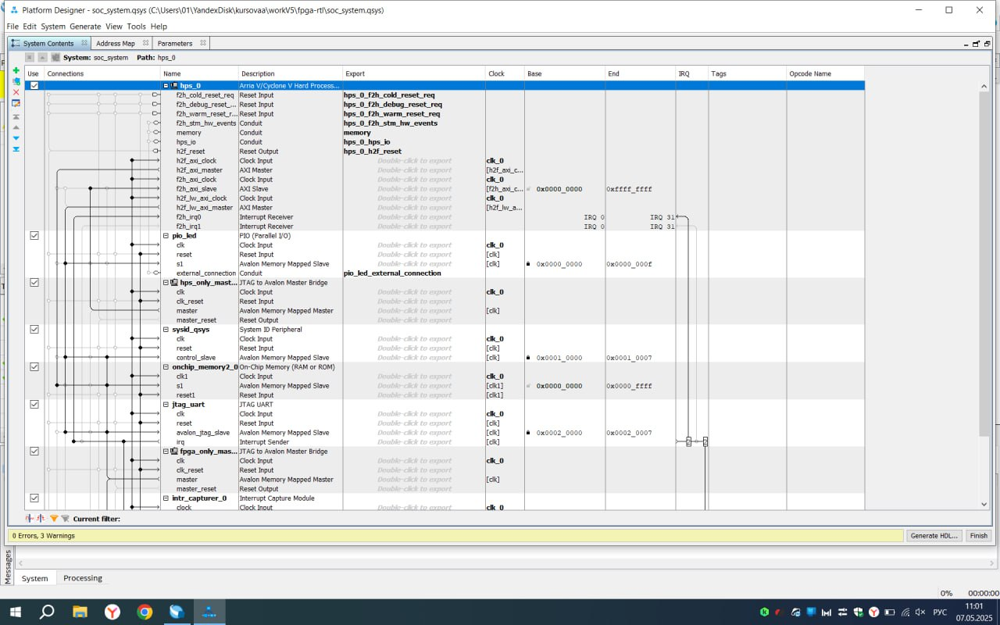 Platform Designer - soc_system.qsys (C:\Users\01\YandexDisk\kursovaa\workV5\fpga-rtl\soc_system.qsys)
File Edit System Generate View Tools Help
System Contents Address Map Parameters
System: soc_system Path: hps_0
Use Connections Name Description Export Clock Base End IRQ Tags Opcode Name
hps_0 Arria V/Cyclone V Hard Process...
f2h_cold_reset_req Reset Input hps_0_f2h_cold_reset_req
f2h_debug_reset_... Reset Input hps_0_f2h_debug_reset_req
f2h_warm_reset_r... Reset Input hps_0_f2h_warm_reset_req
f2h_stm_hw_events Conduit hps_0_f2h_stm_hw_events
memory Conduit memory
hps_io Conduit hps_0_hps_io
h2f_reset Reset Output hps_0_h2f_reset
h2f_axi_clock Clock Input Double-click to export clk_0
h2f_axi_master AXI Master Double-click to export [h2f_axi_c...
f2h_axi_clock Clock Input Double-click to export clk_0
f2h_axi_slave AXI Slave Double-click to export [f2h_axi_c... 0x0000_0000 0xffff_ffff
h2f_lw_axi_clock Clock Input Double-click to export clk_0
h2f_lw_axi_master AXI Master Double-click to export [h2f_lw_a...
f2h_irq0 Interrupt Receiver Double-click to export IRQ 0 IRQ 31
f2h_irq1 Interrupt Receiver Double-click to export IRQ 0 IRQ 31
pio_led PIO (Parallel I/O)
clk Clock Input Double-click to export clk_0
reset Reset Input Double-click to export [clk]
s1 Avalon Memory Mapped Slave Double-click to export [clk] 0x0000_0000 0x0000_000f
external_connection Conduit pio_led_external_connection
hps_only_mast... JTAG to Avalon Master Bridge
clk Clock Input Double-click to export clk_0
clk_reset Reset Input Double-click to export
master Avalon Memory Mapped Master Double-click to export [clk]
master_reset Reset Output Double-click to export
sysid_qsys System ID Peripheral
clk Clock Input Double-click to export clk_0
reset Reset Input Double-click to export [clk]
control_slave Avalon Memory Mapped Slave Double-click to export [clk] 0x0001_0000 0x0001_0007
onchip_memory2_0 On-Chip Memory (RAM or ROM)
clk1 Clock Input Double-click to export clk_0
s1 Avalon Memory Mapped Slave Double-click to export [clk1] 0x0000_0000 0x0000_ffff
reset1 Reset Input Double-click to export [clk1]
jtag_uart JTAG UART
clk Clock Input Double-click to export clk_0
reset Reset Input Double-click to export [clk]
avalon_jtag_slave Avalon Memory Mapped Slave Double-click to export [clk] 0x0002_0000 0x0002_0007
irq Interrupt Sender Double-click to export [clk]
fpga_only_mas... JTAG to Avalon Master Bridge
clk Clock Input Double-click to export clk_0
clk_reset Reset Input Double-click to export
master Avalon Memory Mapped Master Double-click to export [clk]
master_reset Reset Output Double-click to export
intr_capturer_0 Interrupt Capture Module
clock Clock Input Double-click to export clk_0
Current filter:
0 Errors, 3 Warnings Generate HDL... Finish
Messages
System Processing
0% 00:00:00
РУС 11:01
07.05.2025